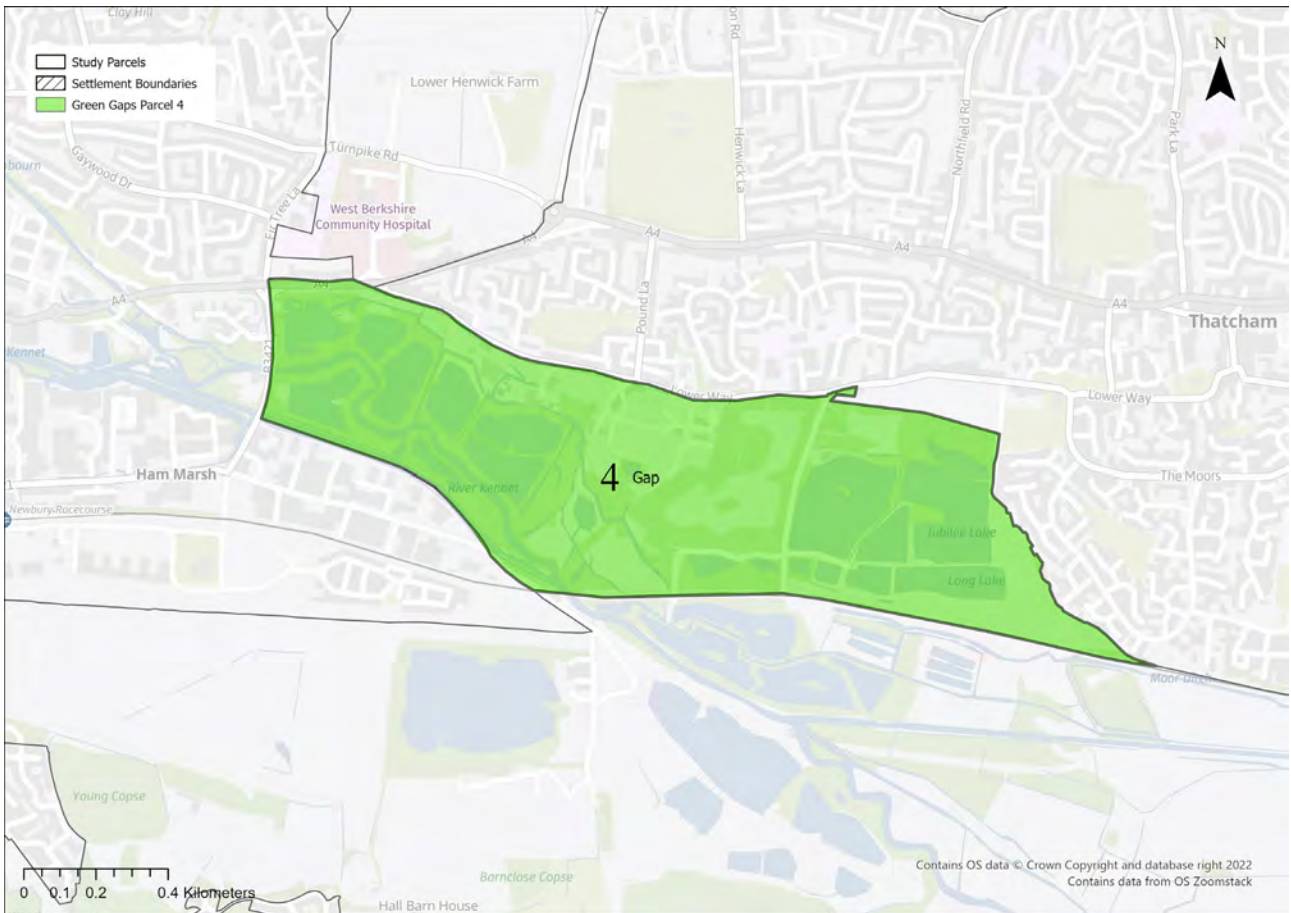 Clay Hill
Study Parcels
Settlement Boundaries
Green Gaps Parcel 4
N
Lower Henwick Farm
Turnpike Rd
Gaywood Dr
Fir Tree La
Henwick La
Northfield Rd
Park La
West Berkshire
Community Hospital
A4
A4
A4
A4
A4
Pound La
Thatcham
B3421
Kennet
Lower Way
Lower Way
Ham Marsh
4 Gap
The Moors
River Kennet
Newbury Racecourse
Jubilee Lake
Long Lake
Moor Ditch
Young Copse
Barnclose Copse
Hall Barn House
0 0.1 0.2 0.4 Kilometers
Contains OS data © Crown Copyright and database right 2022
Contains data from OS Zoomstack